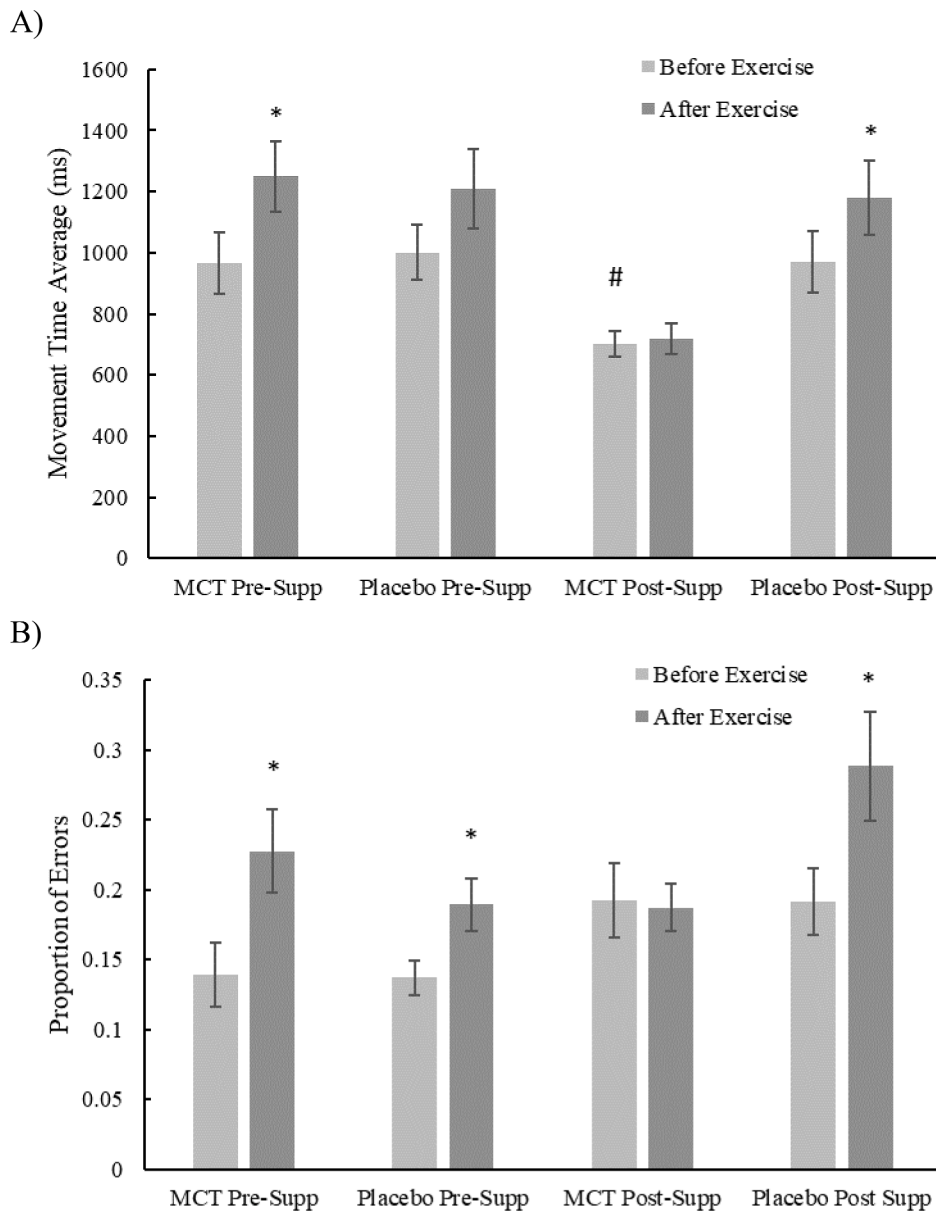 A)
Movement Time Average (ms)
1600
1400
1200
1000
800
600
400
200
0
Before Exercise
After Exercise
*
#
*
MCT Pre-Supp
Placebo Pre-Supp
MCT Post-Supp
Placebo Post-Supp
B)
Proportion of Errors
0.35
0.3
0.25
0.2
0.15
0.1
0.05
0
Before Exercise
After Exercise
*
*
*
MCT Pre-Supp
Placebo Pre-Supp
MCT Post-Supp
Placebo Post Supp